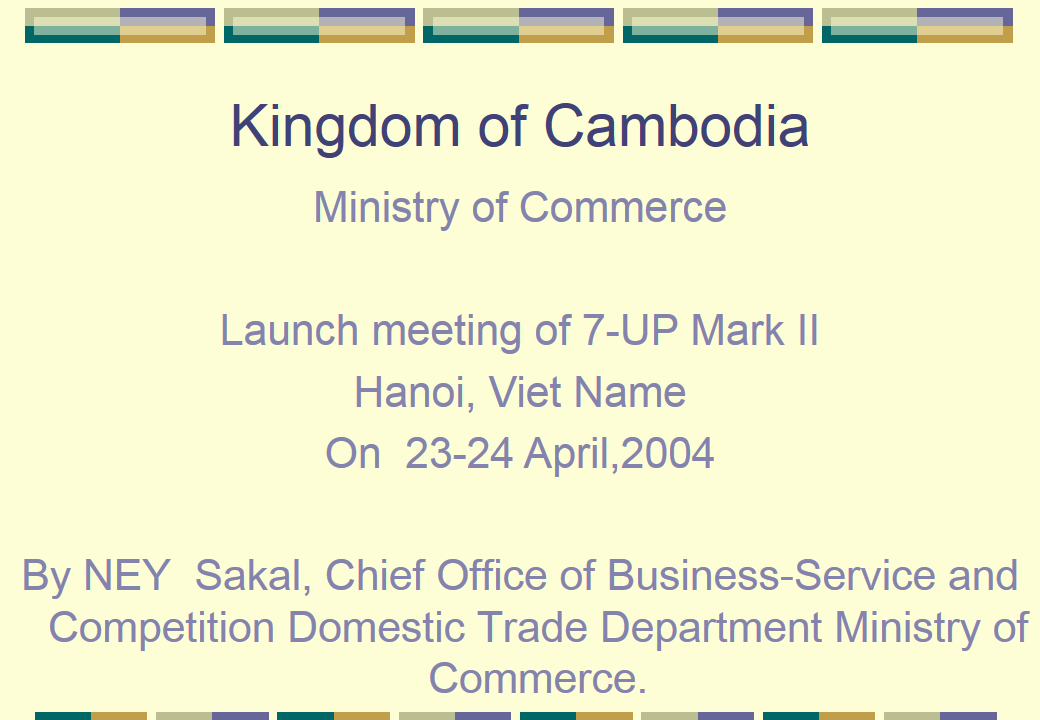 Kingdom of Cambodia
Ministry of Commerce
Launch meeting of 7-UP Mark II
Hanoi, Viet Name
On  23-24 April,2004
By NEY  Sakal, Chief Office of Business-Service and
Competition Domestic Trade Department Ministry of
Commerce.